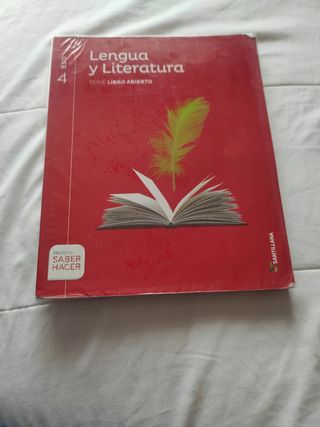 4 ESO
Lengua
y Literatura
SERIE LIBRO ABIERTO
PROYECTO
SABER
HACER
SANTILLANA